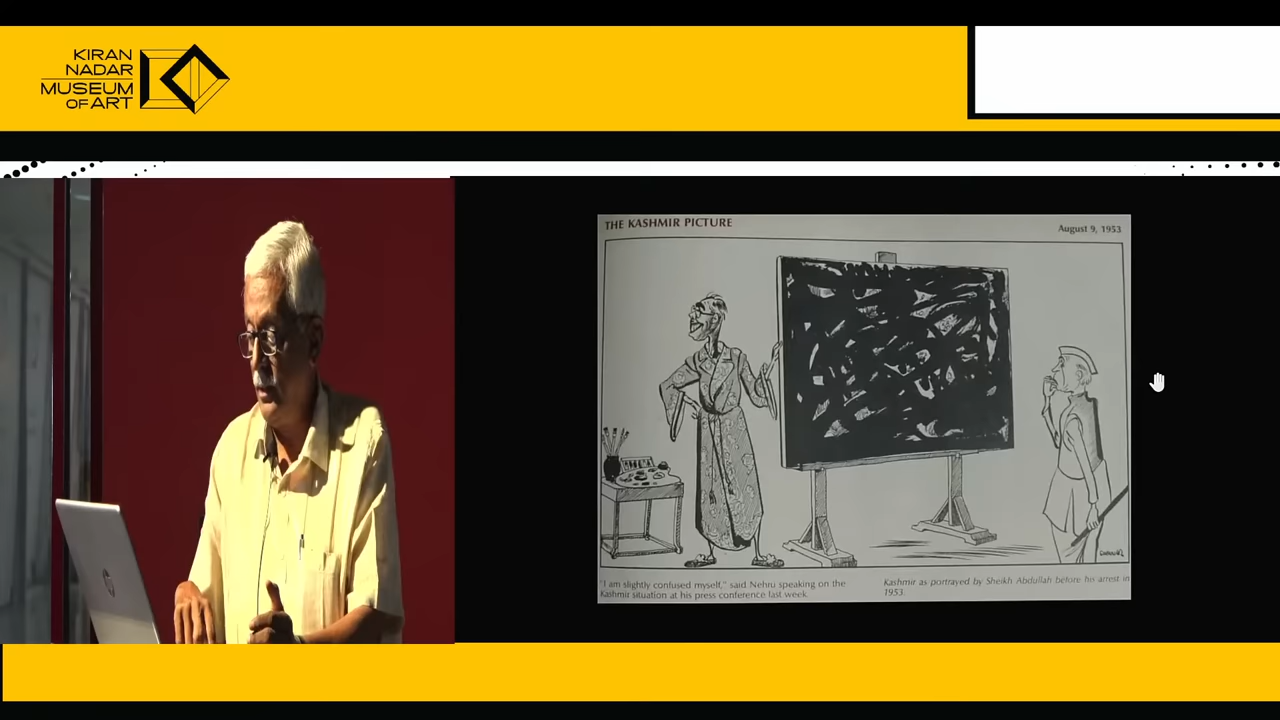 KIRAN
NADAR
MUSEUM
OF ART
THE KASHMIR PICTURE
August 9, 1953
"I am slightly confused myself," said Nehru speaking on the
Kashmir situation at his press conference last week.
Kashmir as portrayed by Sheikh Abdullah before his arrest in
1953.